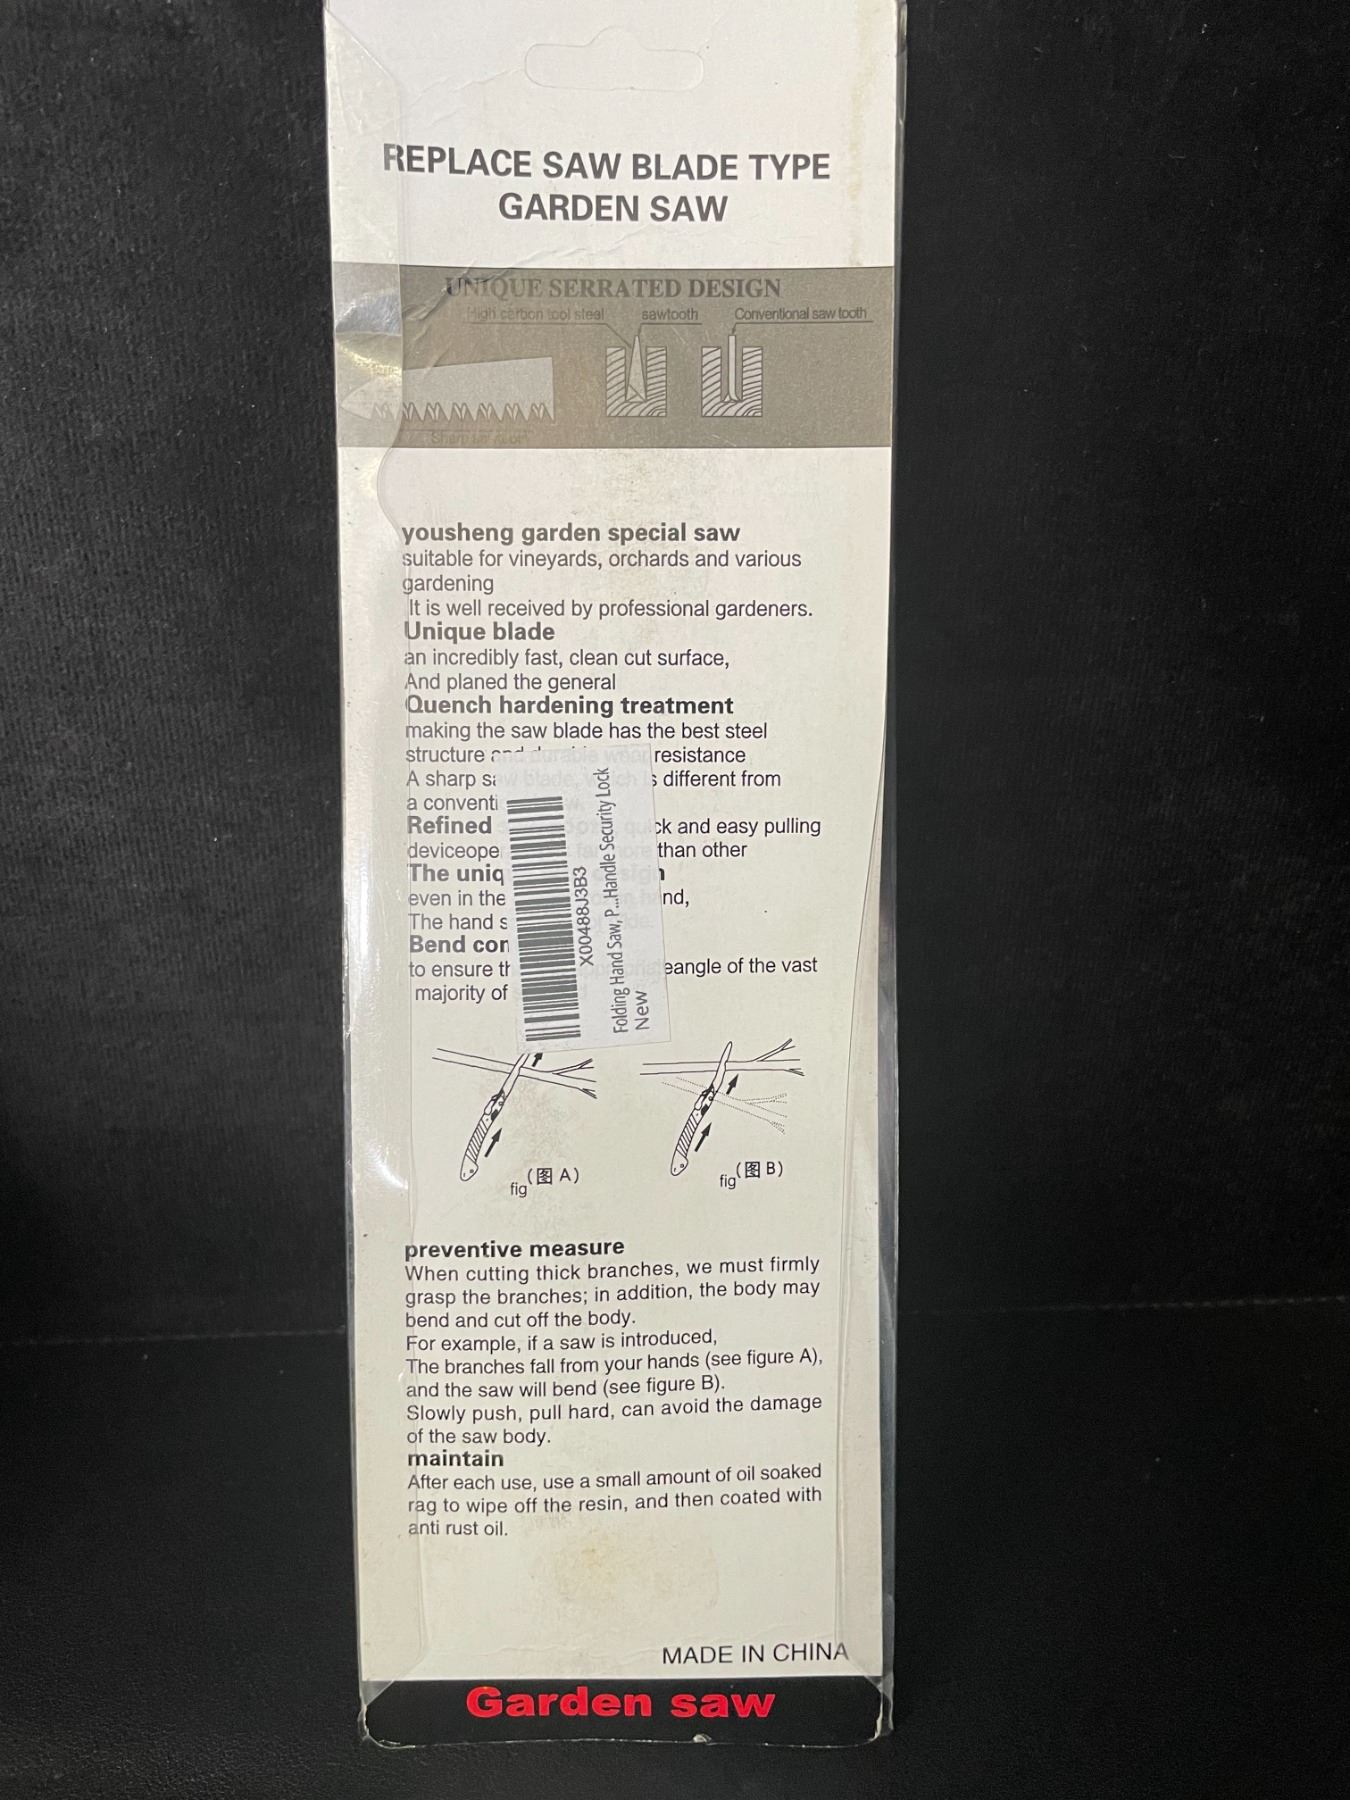 REPLACE SAW BLADE TYPE
GARDEN SAW
UNIQUE SERRATED DESIGN
High carbon tool steel
sawtooth
Conventional saw tooth
yousheng garden special saw
suitable for vineyards, orchards and various
gardening
It is well received by professional gardeners.
Unique blade
an incredibly fast, clean cut surface,
And planed the general
Quench hardening treatment
making the saw blade has the best steel
structure and durable wear resistance
A sharp saw blade, which is different from
a conventi
Refined quick and easy pulling
deviceope than other
The uniq
even in the
The hand s
Bend con
to ensure th eangle of the vast
majority of
X00488J3B3
Folding Hand Saw, P...Handle Security Lock
New
fig (图 A)
fig (图 B)
preventive measure
When cutting thick branches, we must firmly
grasp the branches; in addition, the body may
bend and cut off the body.
For example, if a saw is introduced,
The branches fall from your hands (see figure A),
and the saw will bend (see figure B).
Slowly push, pull hard, can avoid the damage
of the saw body.
maintain
After each use, use a small amount of oil soaked
rag to wipe off the resin, and then coated with
anti rust oil.
MADE IN CHINA
Garden saw